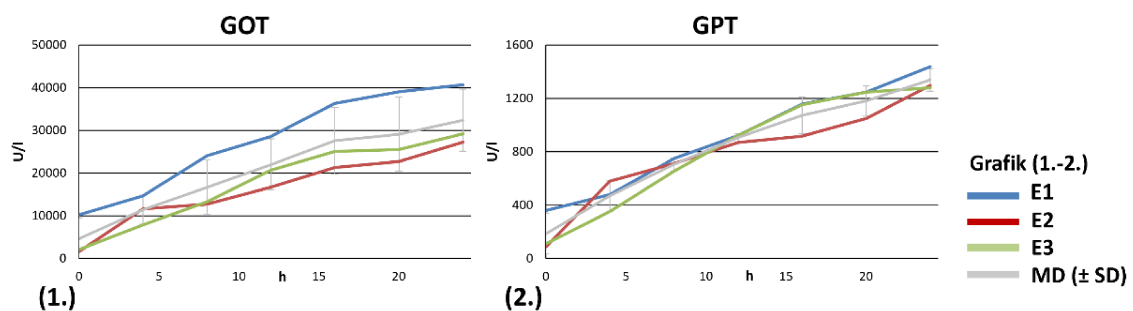 GOT
50000
40000
30000
20000
10000
0
U/l
0 5 10 h 15 20
(1.)
GPT
1600
1200
800
400
0
U/l
0 5 10 h 15 20
(2.)
Grafik (1.-2.)
E1
E2
E3
MD (± SD)